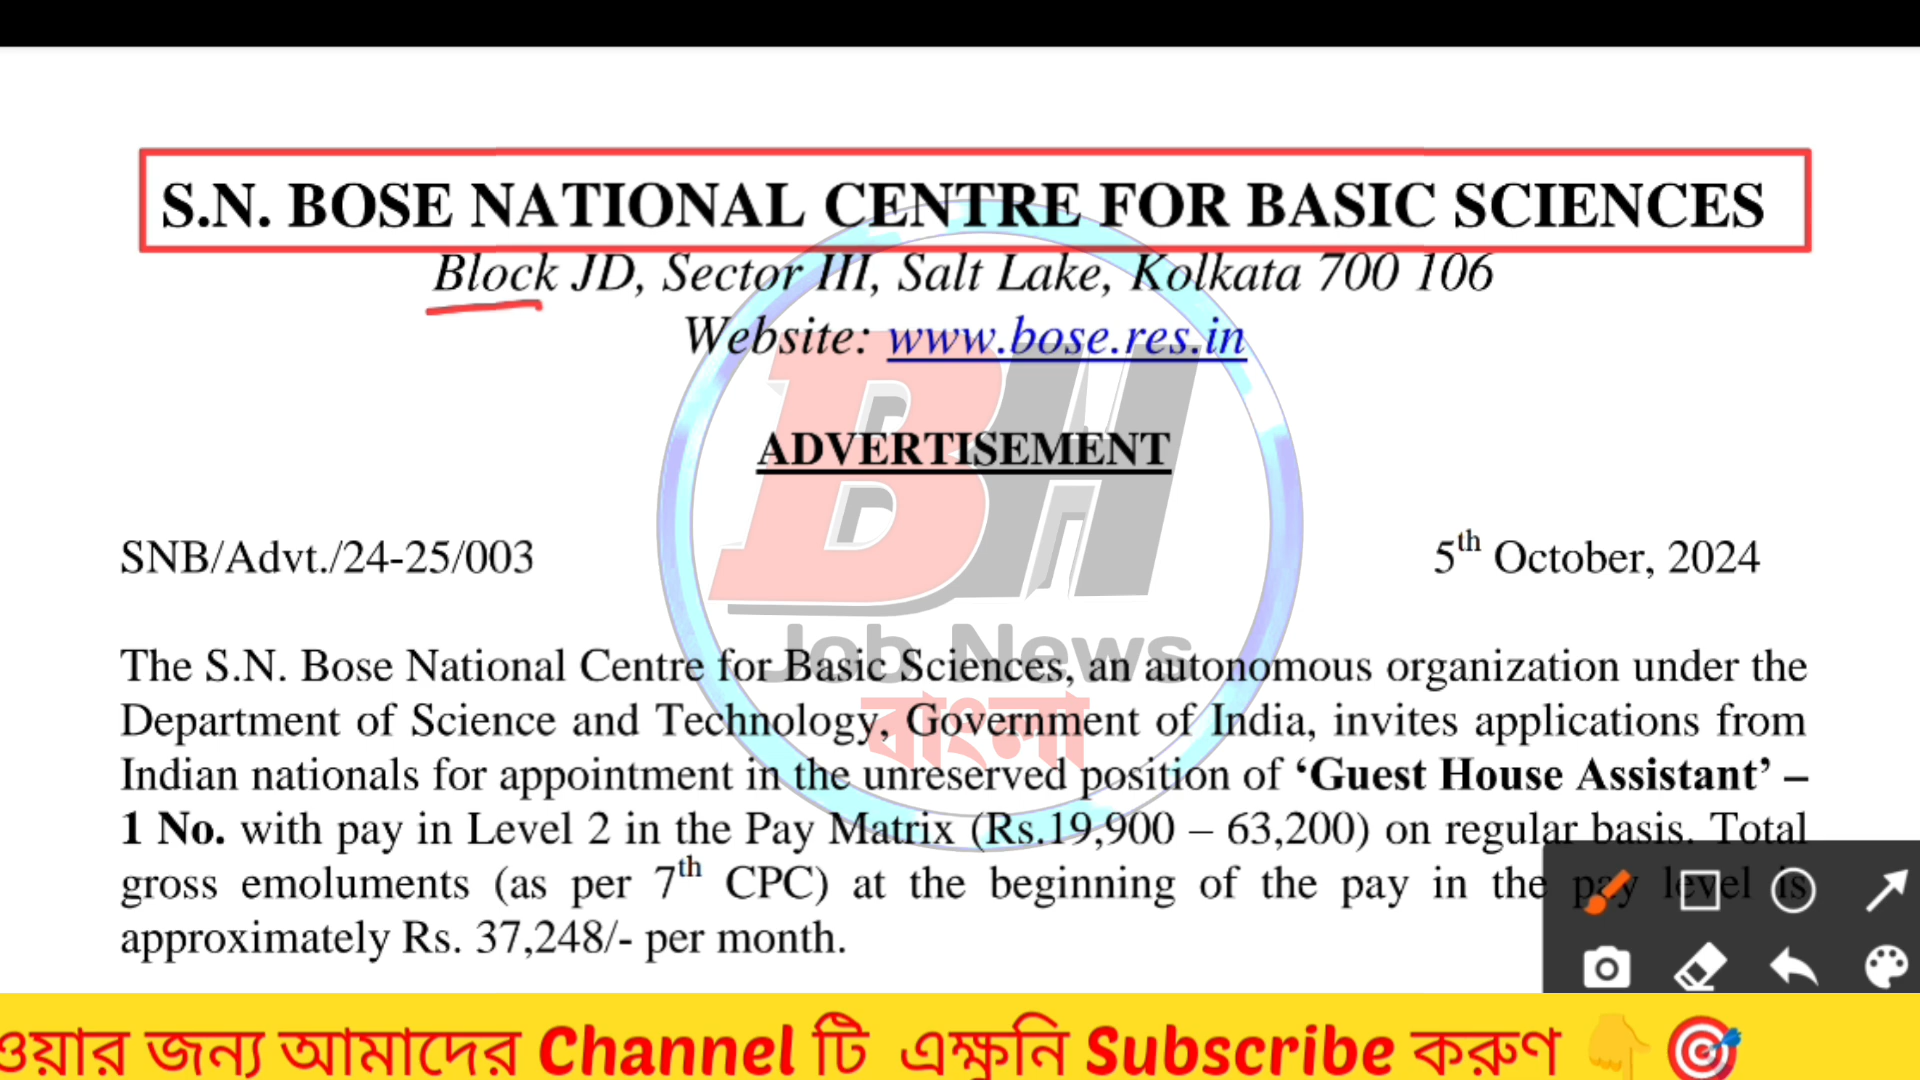 S.N. BOSE NATIONAL CENTRE FOR BASIC SCIENCES
Block JD, Sector III, Salt Lake, Kolkata 700 106
Website: www.bose.res.in
ADVERTISEMENT
SNB/Advt./24-25/003
5th October, 2024
BH
Job News
বাংলা
The S.N. Bose National Centre for Basic Sciences, an autonomous organization under the
Department of Science and Technology, Government of India, invites applications from
Indian nationals for appointment in the unreserved position of ‘Guest House Assistant’ –
1 No. with pay in Level 2 in the Pay Matrix (Rs.19,900 – 63,200) on regular basis. Total
gross emoluments (as per 7th CPC) at the beginning of the pay in the pay level is
approximately Rs. 37,248/- per month.
ওয়ার জন্য আমাদের Channel টি এক্ষুনি Subscribe করুণ